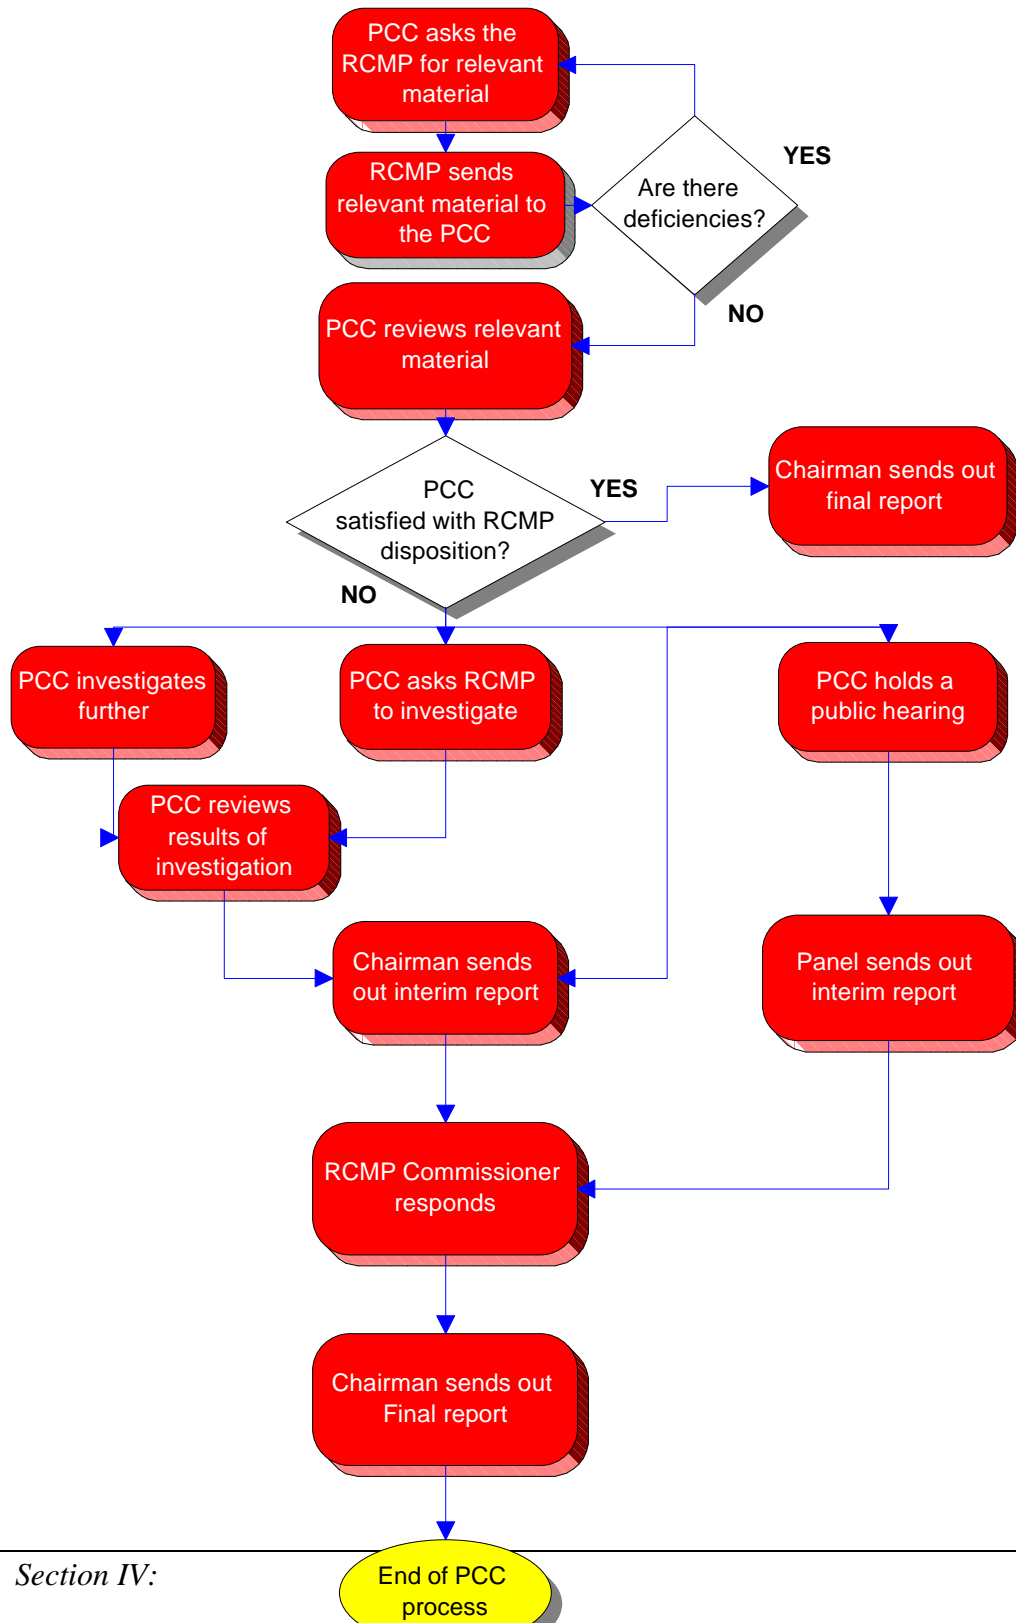 PCC asks the
RCMP for relevant
material
YES
RCMP sends
relevant material to
the PCC
Are there
deficiencies?
NO
PCC reviews relevant
material
PCC
satisfied with RCMP
disposition?
YES
Chairman sends out
final report
NO
PCC investigates
further
PCC asks RCMP
to investigate
PCC holds a
public hearing
PCC reviews
results of
investigation
Chairman sends
out interim report
Panel sends out
interim report
RCMP Commissioner
responds
Chairman sends out
Final report
Section IV:
End of PCC
process